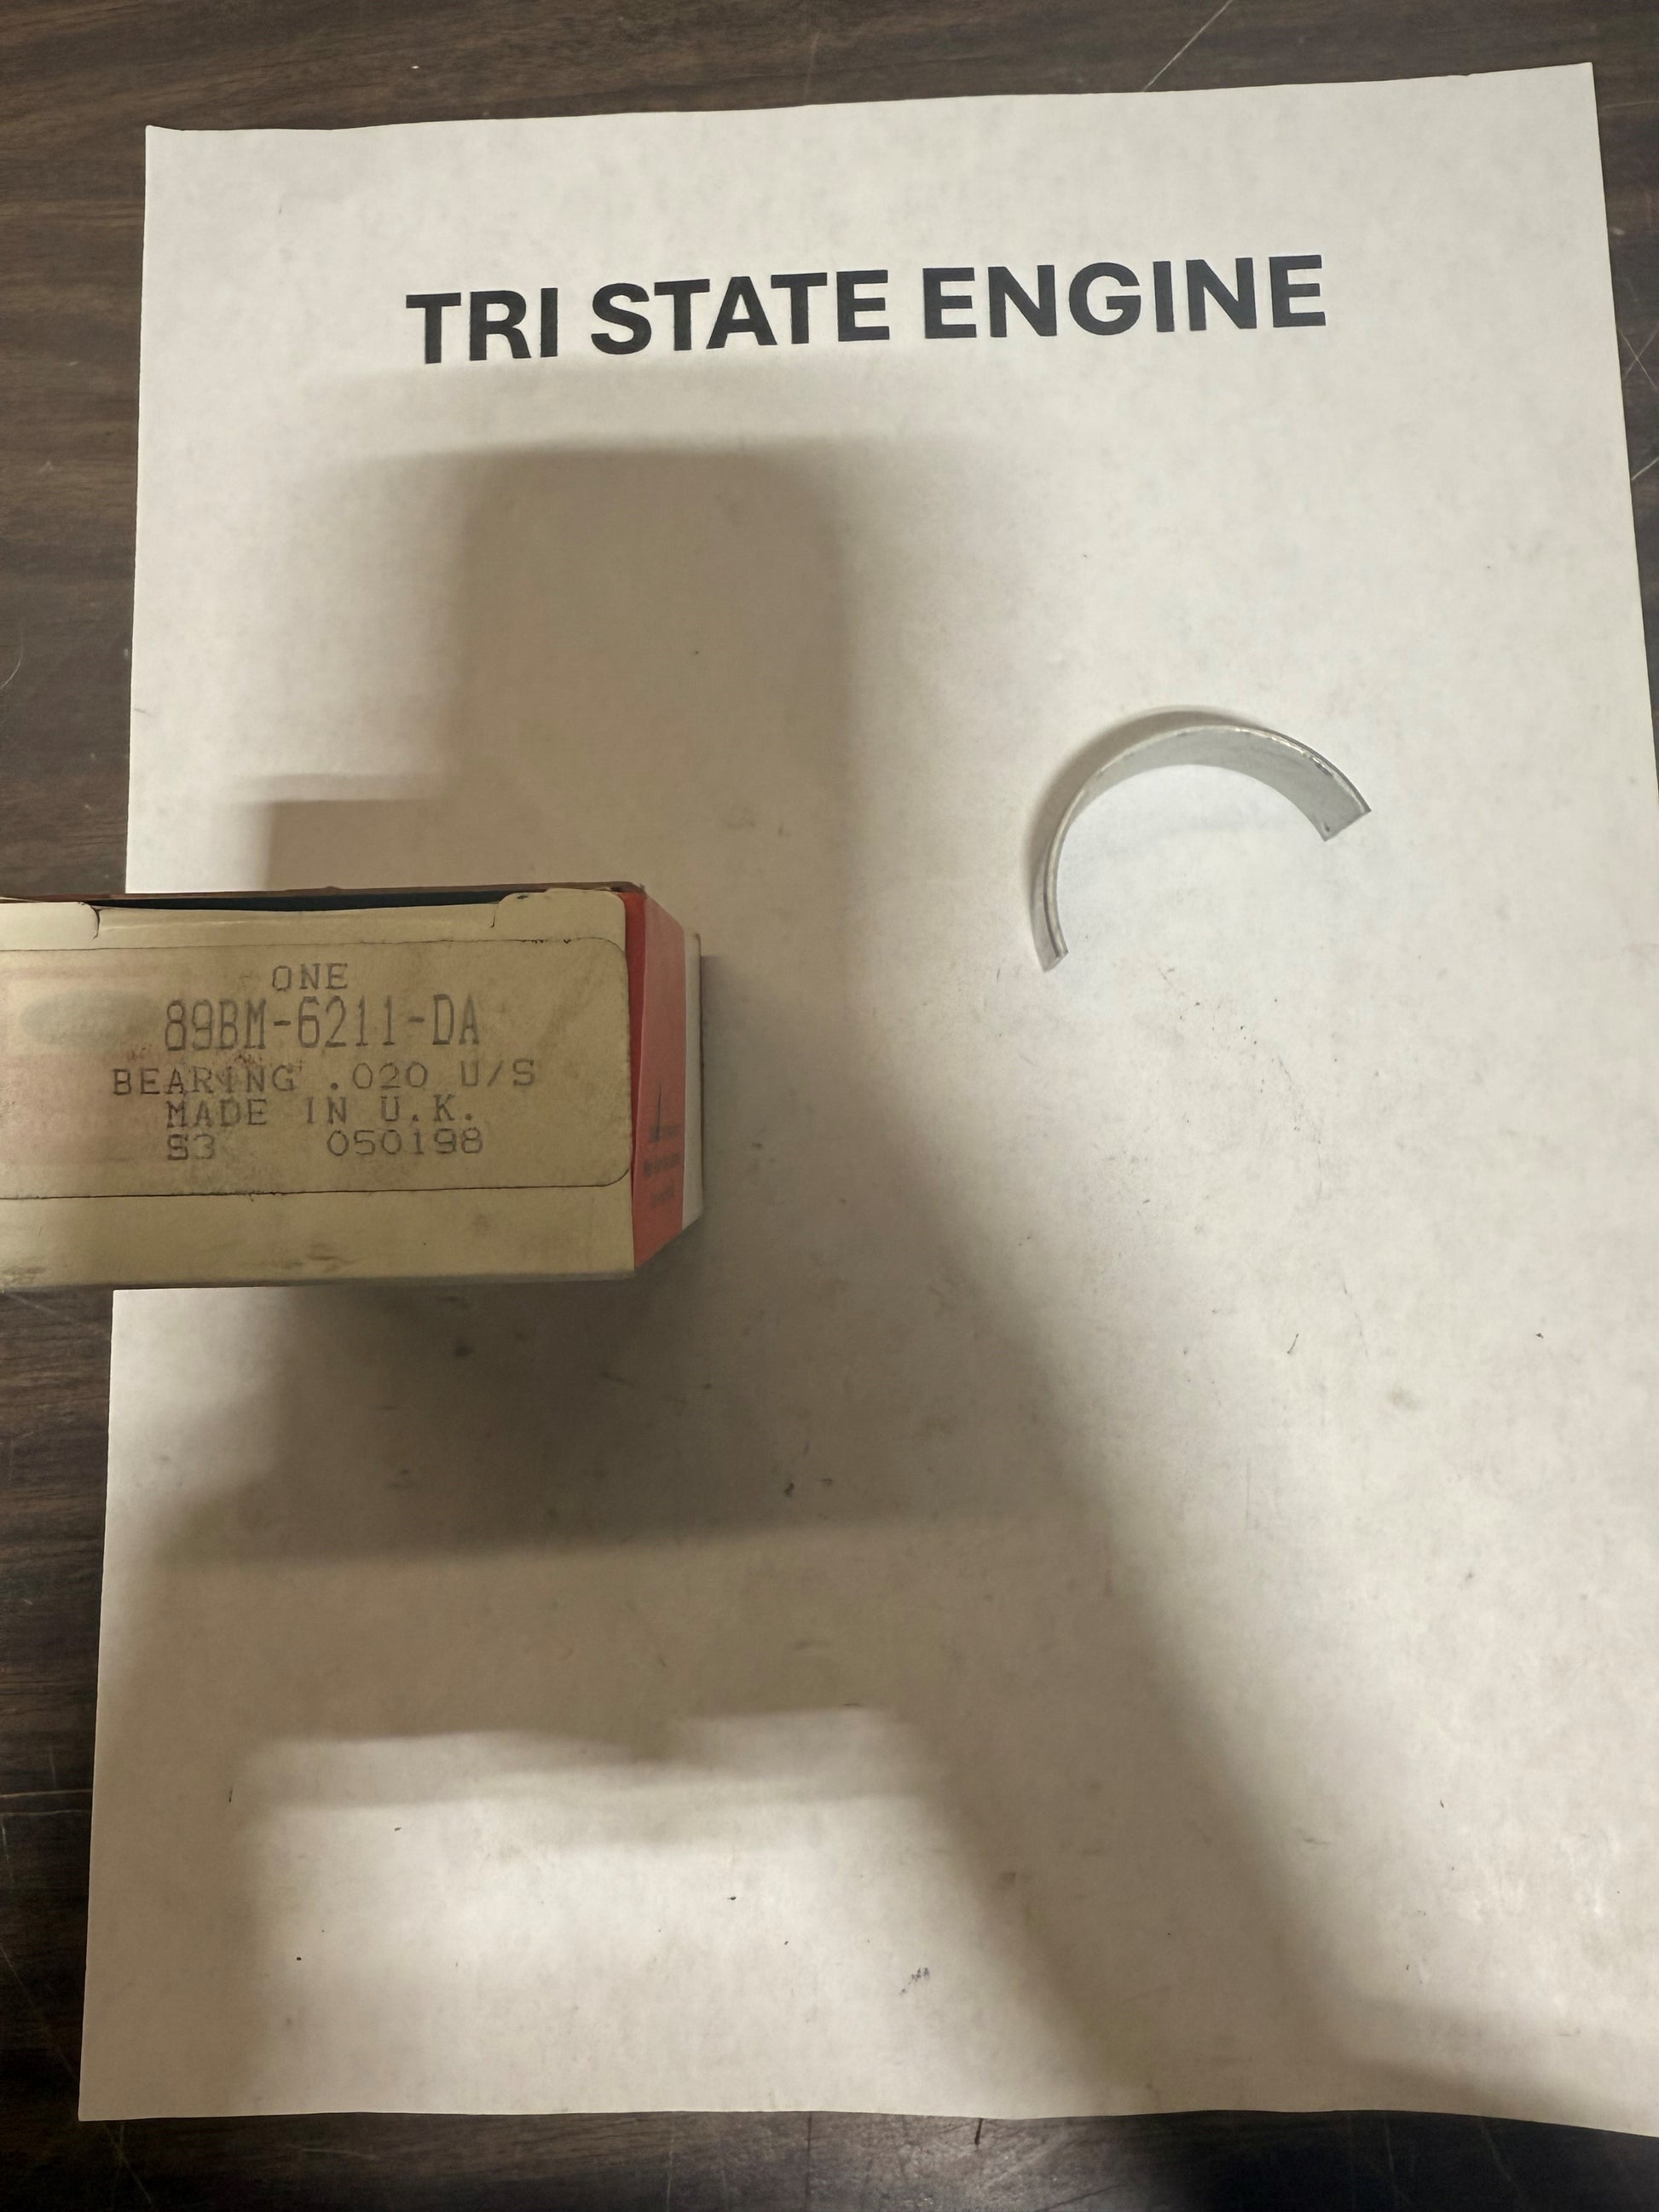 TRI STATE ENGINE
ONE
89BM-6211-DA
BEARING .020 U/S
MADE IN U.K.
S3 050198